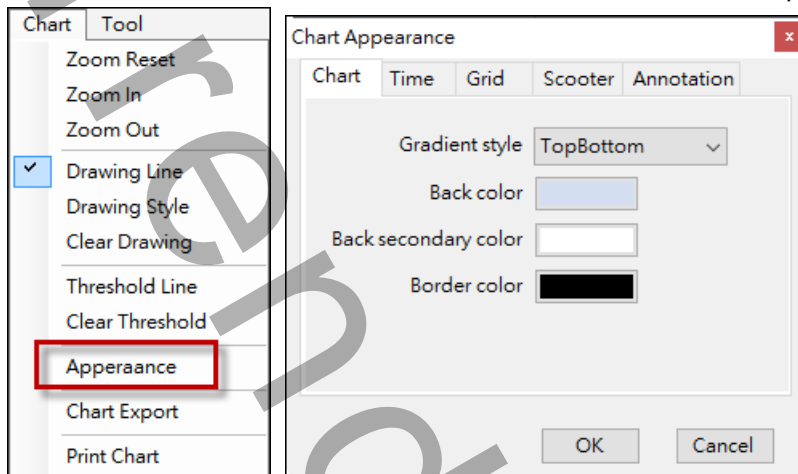 Chart Tool
Zoom Reset
Zoom In
Zoom Out
Drawing Line
Drawing Style
Clear Drawing
Threshold Line
Clear Threshold
Apperaance
Chart Export
Print Chart
Chart Appearance x
Chart Time Grid Scooter Annotation
Gradient style TopBottom
Back color
Back secondary color
Border color
OK Cancel